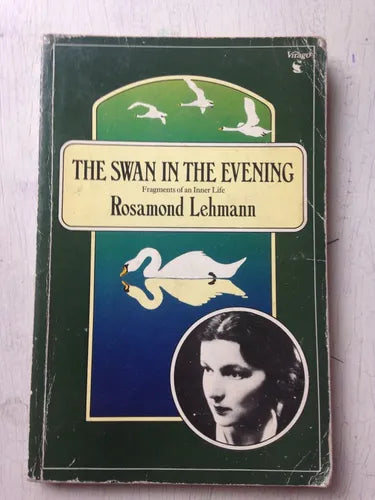 Virago
THE SWAN IN THE EVENING
Fragments of an Inner Life
Rosamond Lehmann